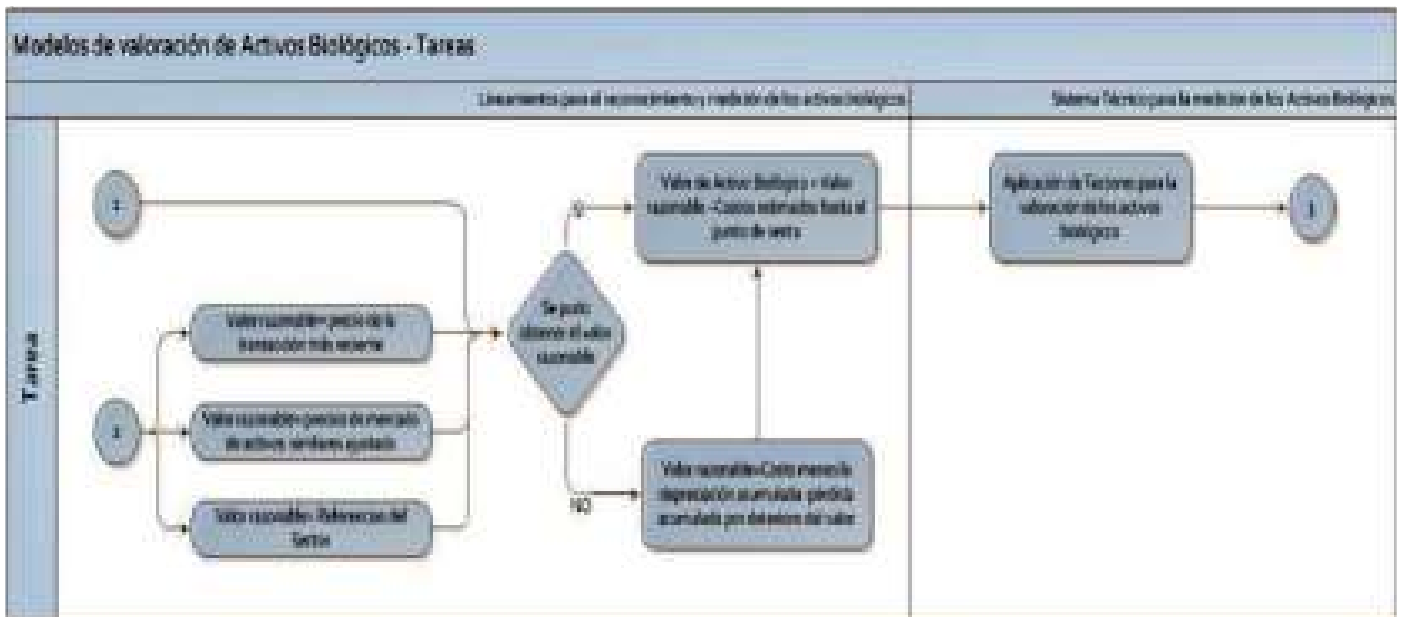 Modelos de valoración de Activos Biológicos - Tareas
Lineamientos para el reconocimiento y medición de los activos biológicos
Sistema Técnico para la medición de los Activos Biológicos
Tarea
Valor razonable= precio de la
transacción más reciente
Valor razonable= precios de mercado
de activos similares ajustado
Valor razonable= Referencias del
Sector
Se pudo
obtener el valor
razonable
NO
Valor de Activo Biológico = Valor
razonable - Costos estimados hasta el
punto de venta
Valor razonable=Costo menos la
depreciación acumulada pérdida
acumulada por deterioro del valor
Aplicación de Factores para la
valoración de los activos
biológicos